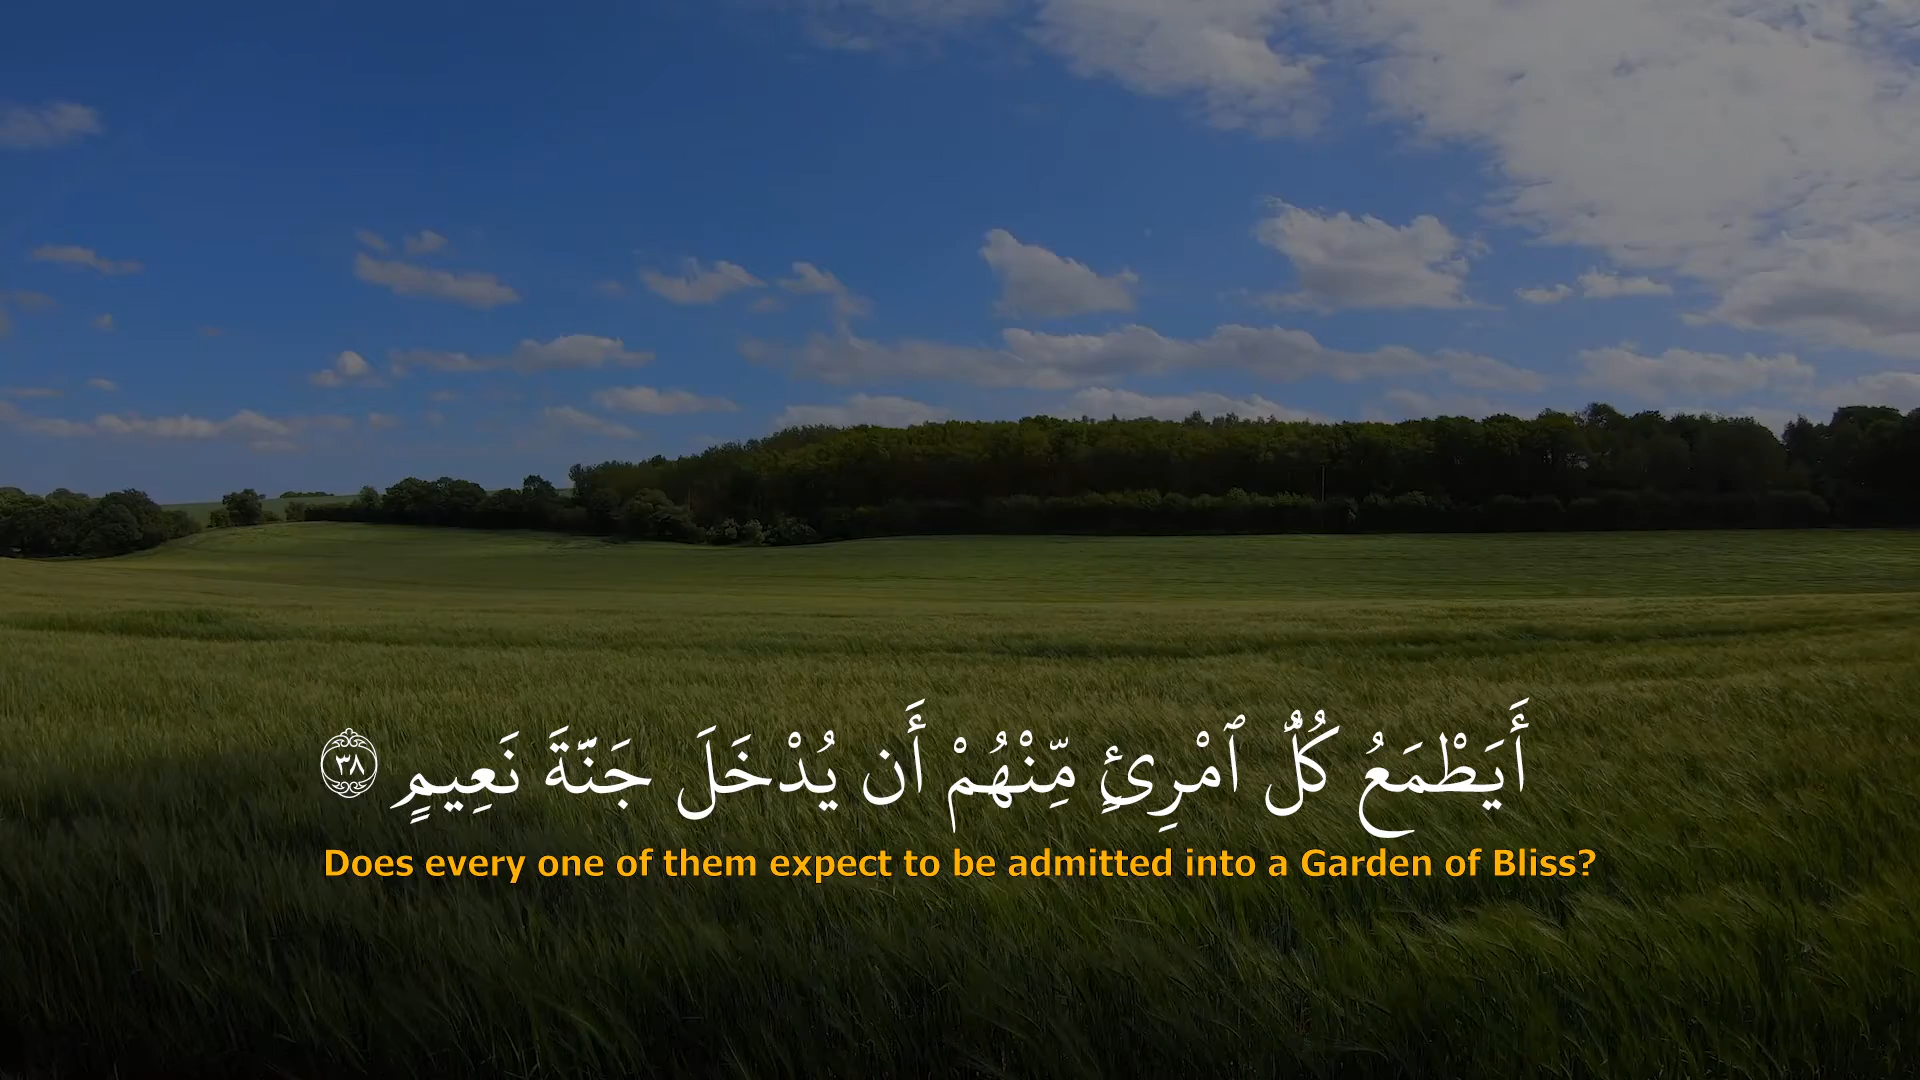 أَيَطْمَعُ كُلُّ ٱمْرِئٍ مِّنْهُمْ أَن يُدْخَلَ جَنَّةَ نَعِيمٍ ٣٨
Does every one of them expect to be admitted into a Garden of Bliss?